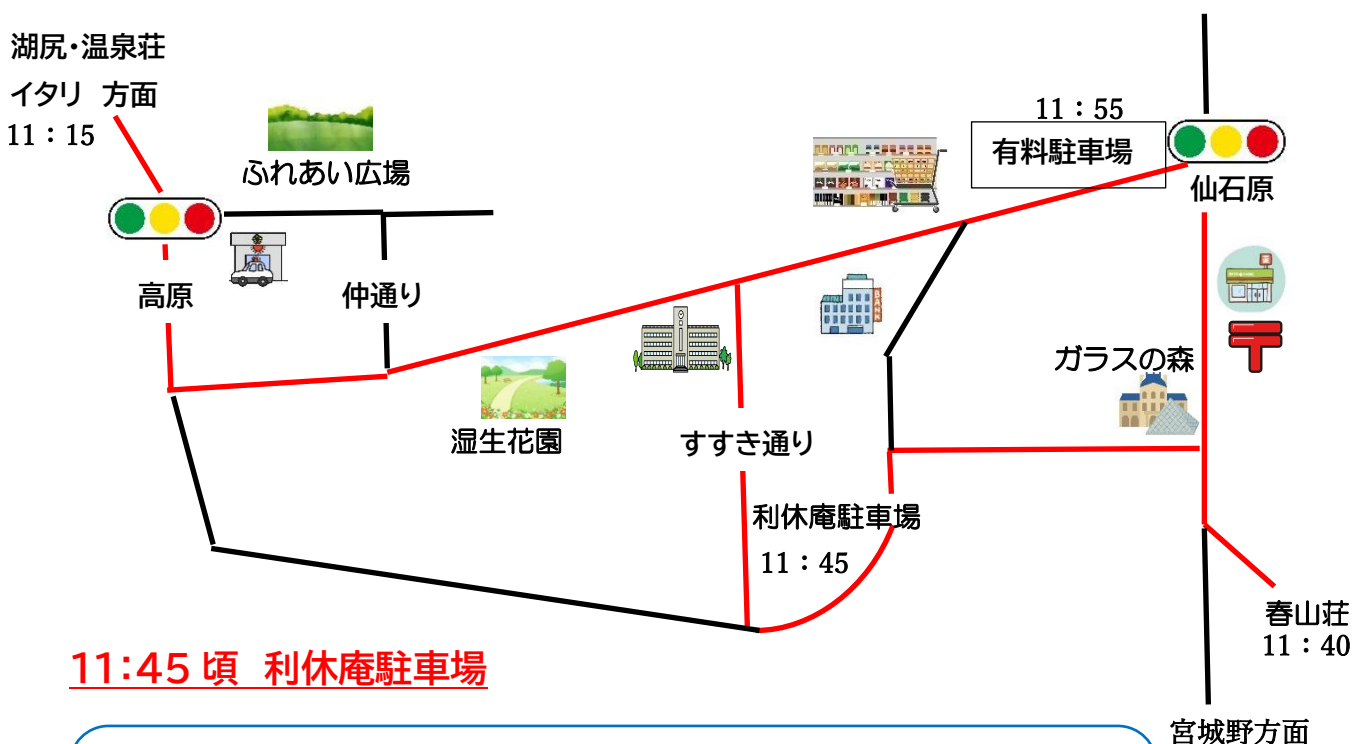 湖尻・温泉荘
イタリ 方面
11：15
ふれあい広場
11：55
有料駐車場
仙石原
高原
仲通り
BANK
ガラスの森
湿生花園
すすき通り
利休庵駐車場
11：45
春山荘
11：40
11:45 頃 利休庵駐車場
宮城野方面